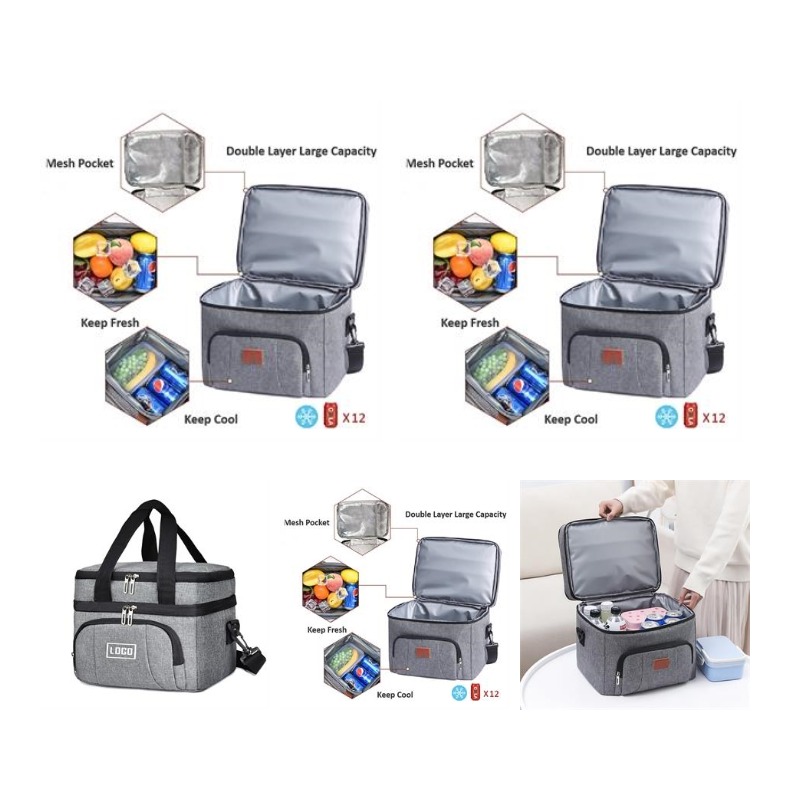 Mesh Pocket
Double Layer Large Capacity
Keep Fresh
Keep Cool
X12
Mesh Pocket
Double Layer Large Capacity
Keep Fresh
Keep Cool
X12
LOGO
Mesh Pocket
Double Layer Large Capacity
Keep Fresh
Keep Cool
X12